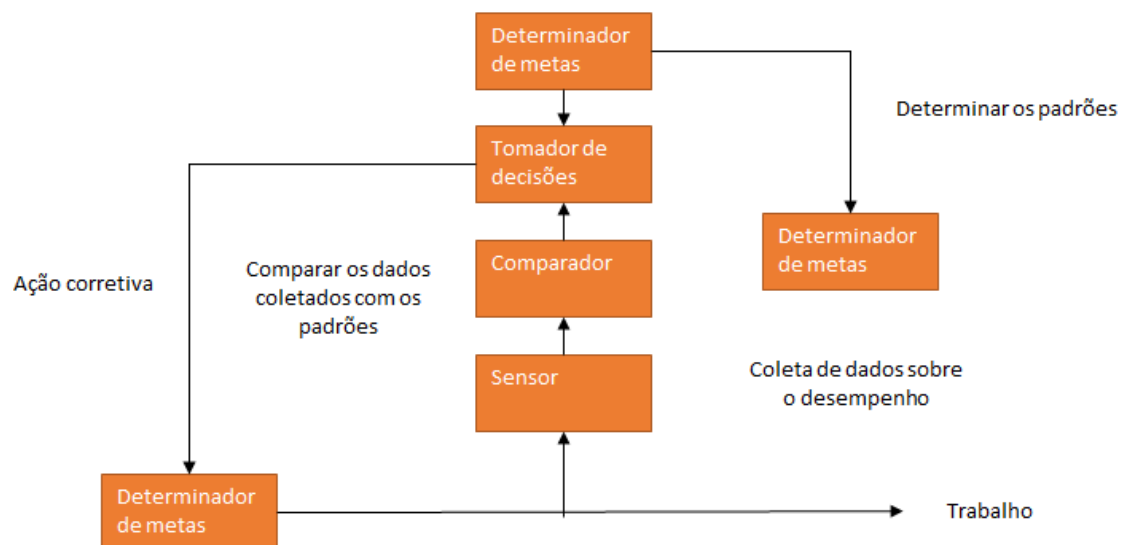 Determinador
de metas
Determinar os padrões
Tomador de
decisões
Determinador
de metas
Comparador
Ação corretiva
Comparar os dados
coletados com os
padrões
Sensor
Coleta de dados sobre
o desempenho
Determinador
de metas
Trabalho